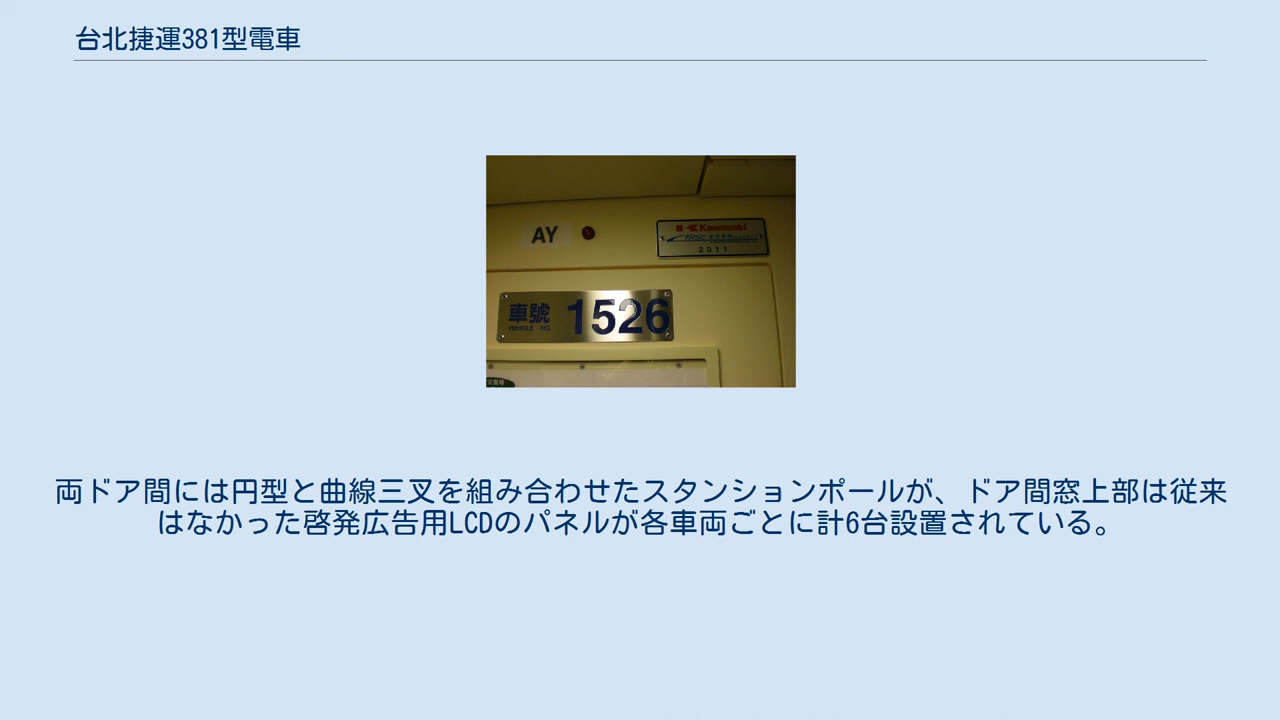 台北捷運381型電車
AY
Kawasaki
TRSC
2011
車號 1526
VEHICLE NO.
両ドア間には円型と曲線三叉を組み合わせたスタンションポールが、ドア間窓上部は従来
はなかった啓発広告用LCDのパネルが各車両ごとに計6台設置されている。